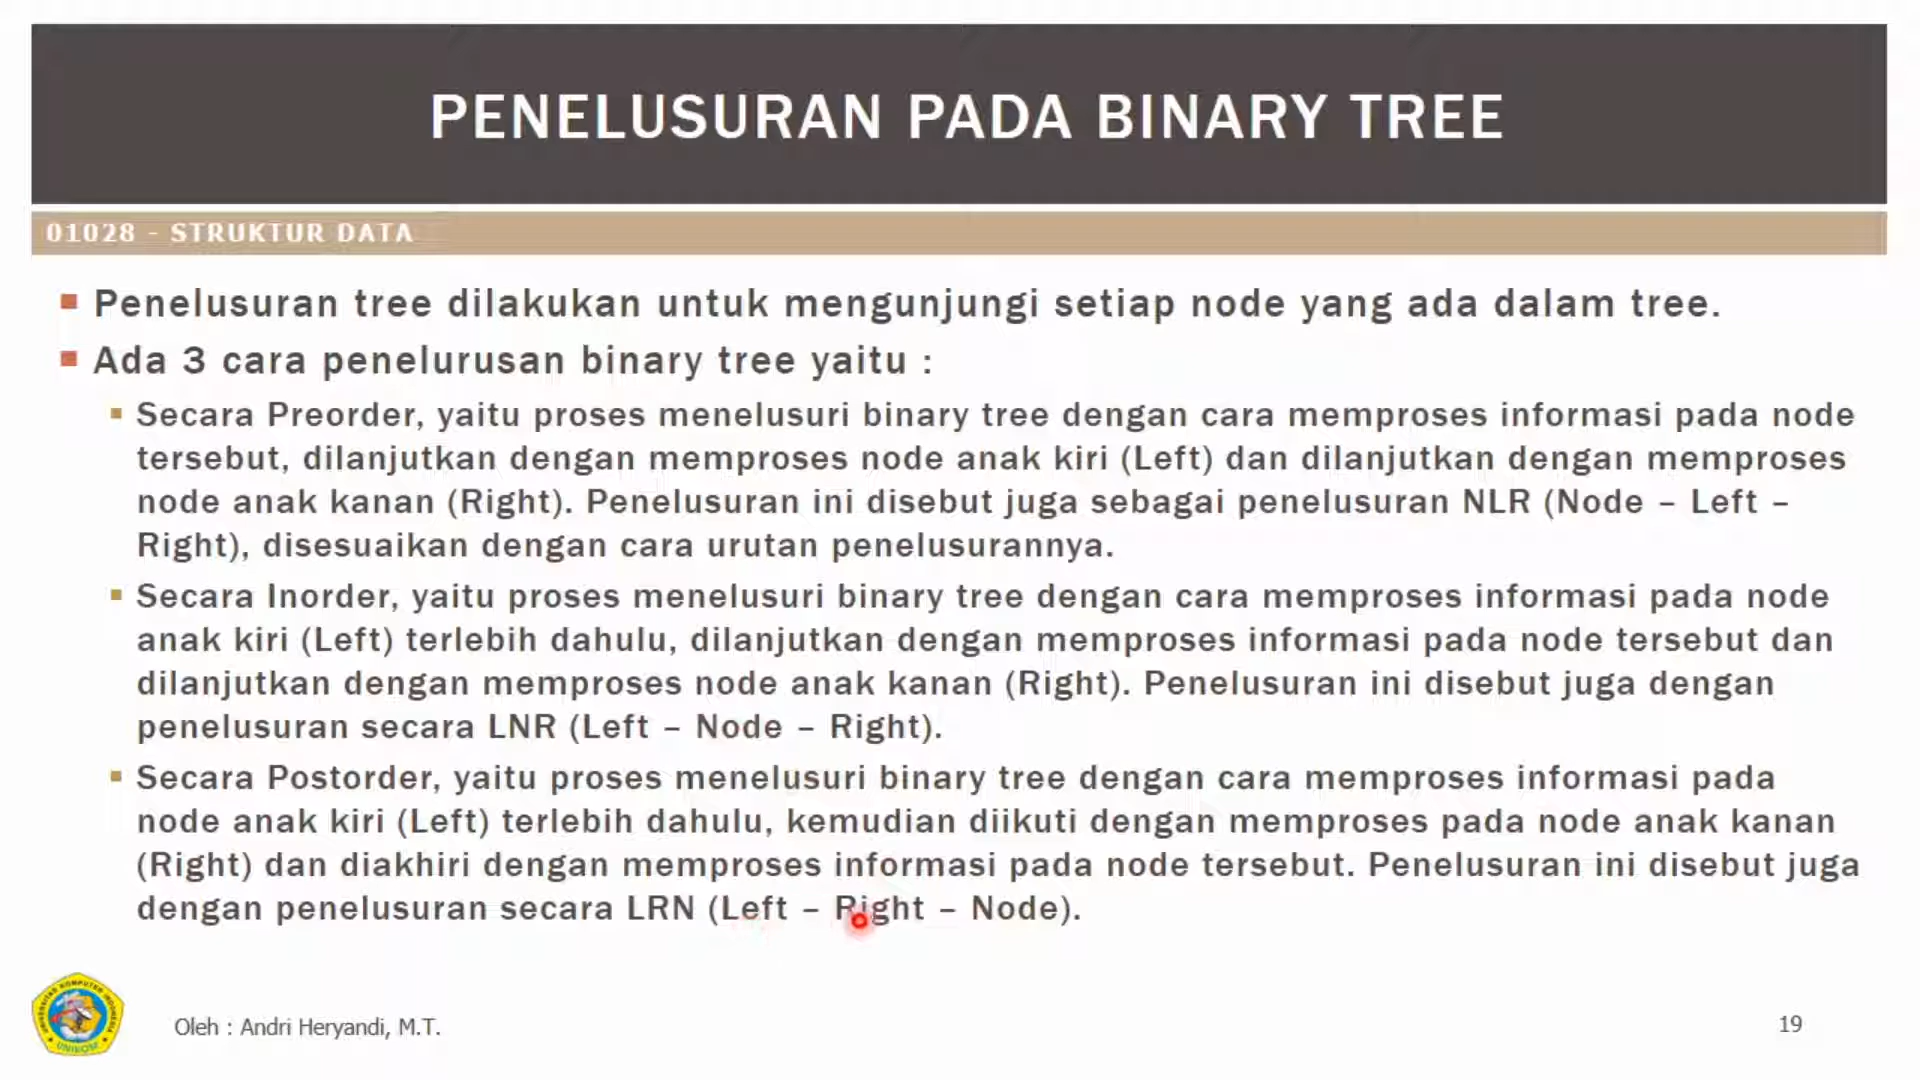 PENELUSURAN PADA BINARY TREE
01028 - STRUKTUR DATA
Penelusuran tree dilakukan untuk mengunjungi setiap node yang ada dalam tree.
Ada 3 cara penelurusan binary tree yaitu :
Secara Preorder, yaitu proses menelusuri binary tree dengan cara memproses informasi pada node
tersebut, dilanjutkan dengan memproses node anak kiri (Left) dan dilanjutkan dengan memproses
node anak kanan (Right). Penelusuran ini disebut juga sebagai penelusuran NLR (Node – Left –
Right), disesuaikan dengan cara urutan penelusurannya.
Secara Inorder, yaitu proses menelusuri binary tree dengan cara memproses informasi pada node
anak kiri (Left) terlebih dahulu, dilanjutkan dengan memproses informasi pada node tersebut dan
dilanjutkan dengan memproses node anak kanan (Right). Penelusuran ini disebut juga dengan
penelusuran secara LNR (Left – Node – Right).
Secara Postorder, yaitu proses menelusuri binary tree dengan cara memproses informasi pada
node anak kiri (Left) terlebih dahulu, kemudian diikuti dengan memproses pada node anak kanan
(Right) dan diakhiri dengan memproses informasi pada node tersebut. Penelusuran ini disebut juga
dengan penelusuran secara LRN (Left – Right – Node).
UNIVERSITAS KOMPUTER INDONESIA
UNIKOM
Oleh : Andri Heryandi, M.T.
19